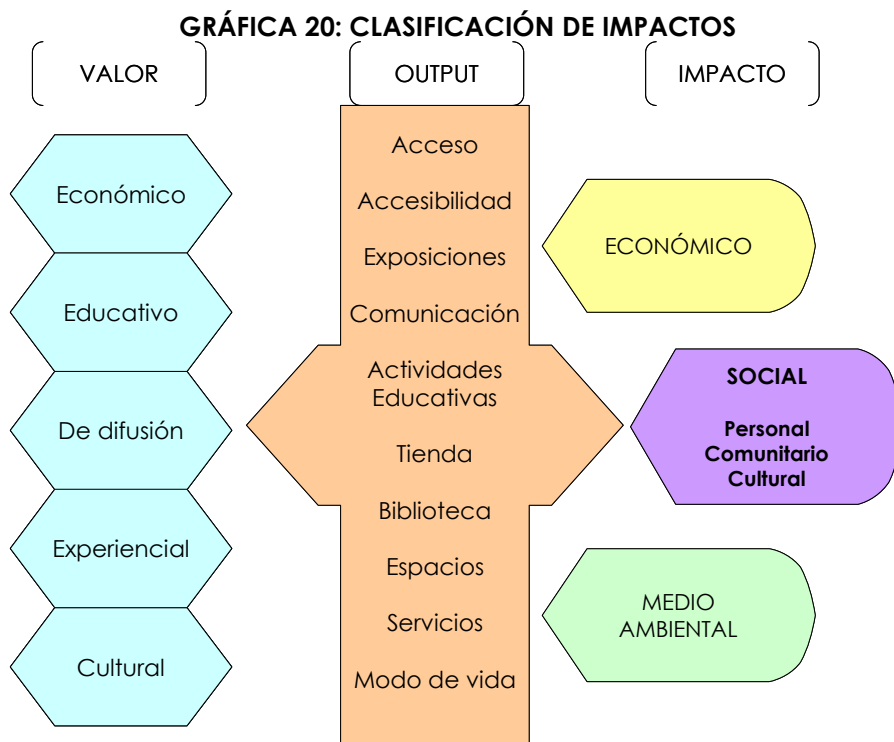 GRÁFICA 20: CLASIFICACIÓN DE IMPACTOS
VALOR
Económico
Educativo
De difusión
Experiencial
Cultural
OUTPUT
Acceso
Accesibilidad
Exposiciones
Comunicación
Actividades
Educativas
Tienda
Biblioteca
Espacios
Servicios
Modo de vida
IMPACTO
ECONÓMICO
SOCIAL
Personal
Comunitario
Cultural
MEDIO
AMBIENTAL